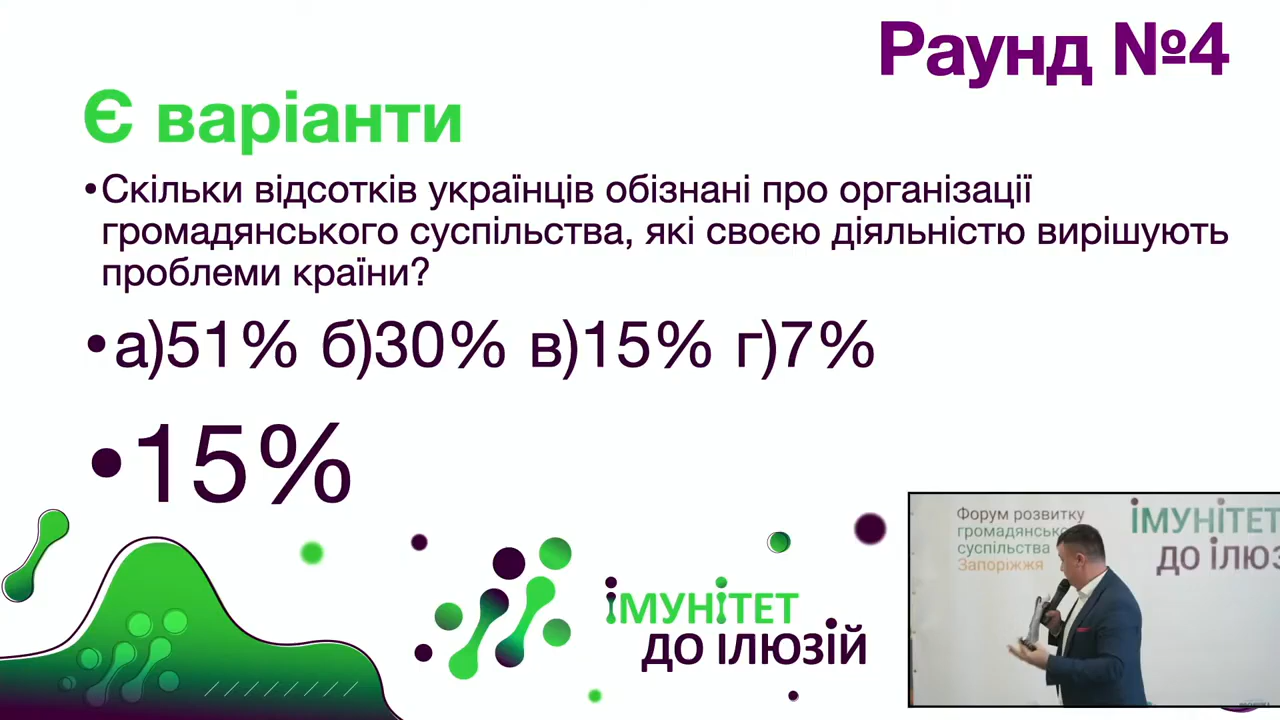 Раунд №4
Є варіанти
•Скільки відсотків українців обізнані про організації
громадянського суспільства, які своєю діяльністю вирішують
проблеми країни?
•а)51% б)30% в)15% г)7%
•15%
імунітет
до ілюзій
Форум розвитку
громадянсько
суспільства
Запоріжжя
імунітет
до ілюз